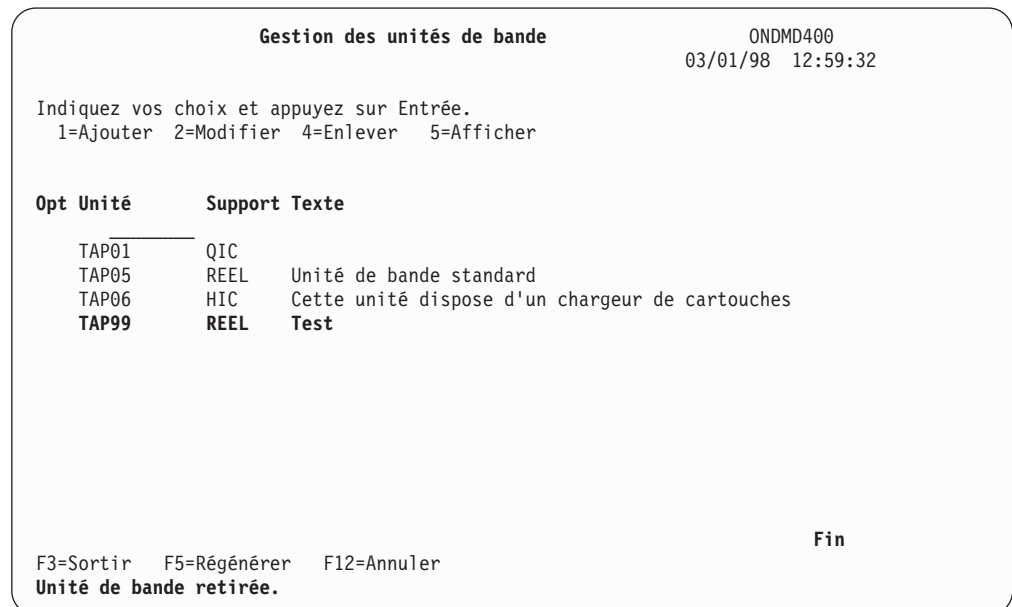 Gestion des unités de bande ONDMD400
03/01/98 12:59:32
Indiquez vos choix et appuyez sur Entrée.
1=Ajouter 2=Modifier 4=Enlever 5=Afficher
Opt Unité Support Texte
________
TAP01 QIC
TAP05 REEL Unité de bande standard
TAP06 HIC Cette unité dispose d'un chargeur de cartouches
TAP99 REEL Test
Fin
F3=Sortir F5=Régénérer F12=Annuler
Unité de bande retirée.